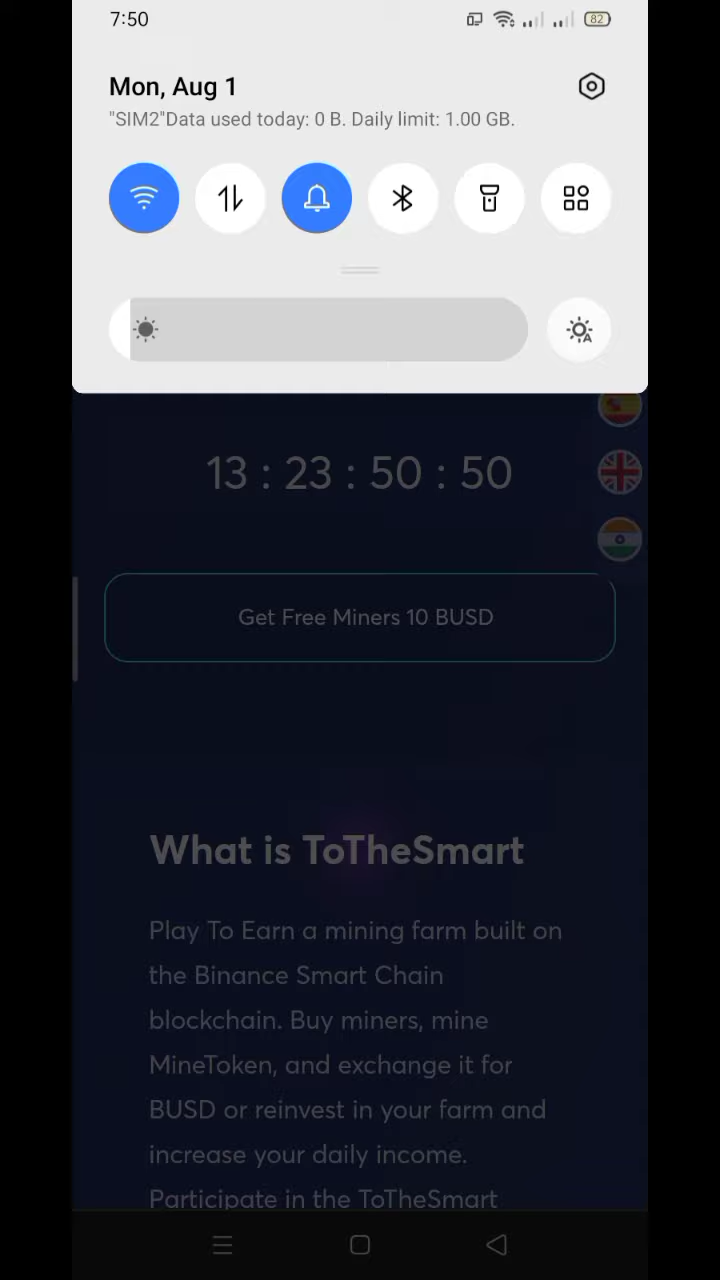 7:50
82
Mon, Aug 1
"SIM2"Data used today: 0 B. Daily limit: 1.00 GB.
A
13 : 23 : 50 : 50
Get Free Miners 10 BUSD
What is ToTheSmart
Play To Earn a mining farm built on
the Binance Smart Chain
blockchain. Buy miners, mine
MineToken, and exchange it for
BUSD or reinvest in your farm and
increase your daily income.
Participate in the ToTheSmart